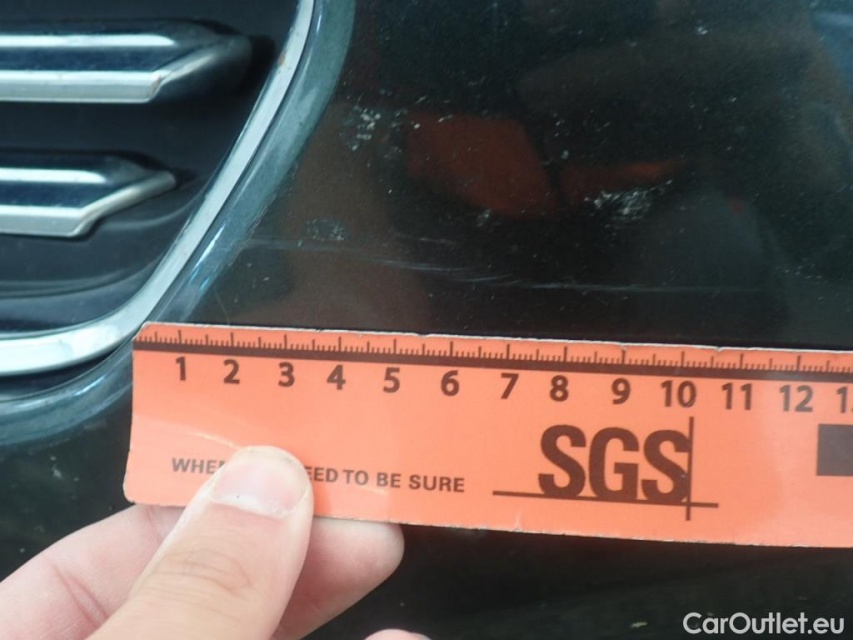 1 2 3 4 5 6 7 8 9 10 11 12
SGS
WHE EED TO BE SURE
CarOutlet.eu